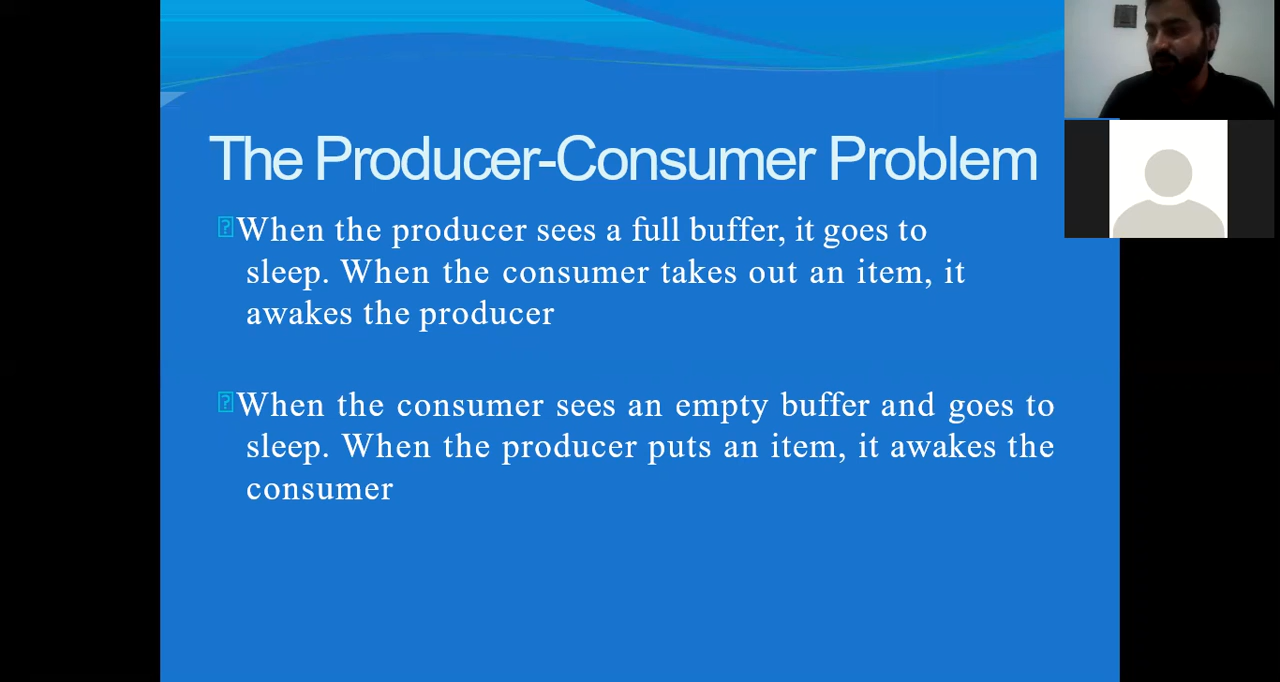 The Producer-Consumer Problem
When the producer sees a full buffer, it goes to
sleep. When the consumer takes out an item, it
awakes the producer
When the consumer sees an empty buffer and goes to
sleep. When the producer puts an item, it awakes the
consumer